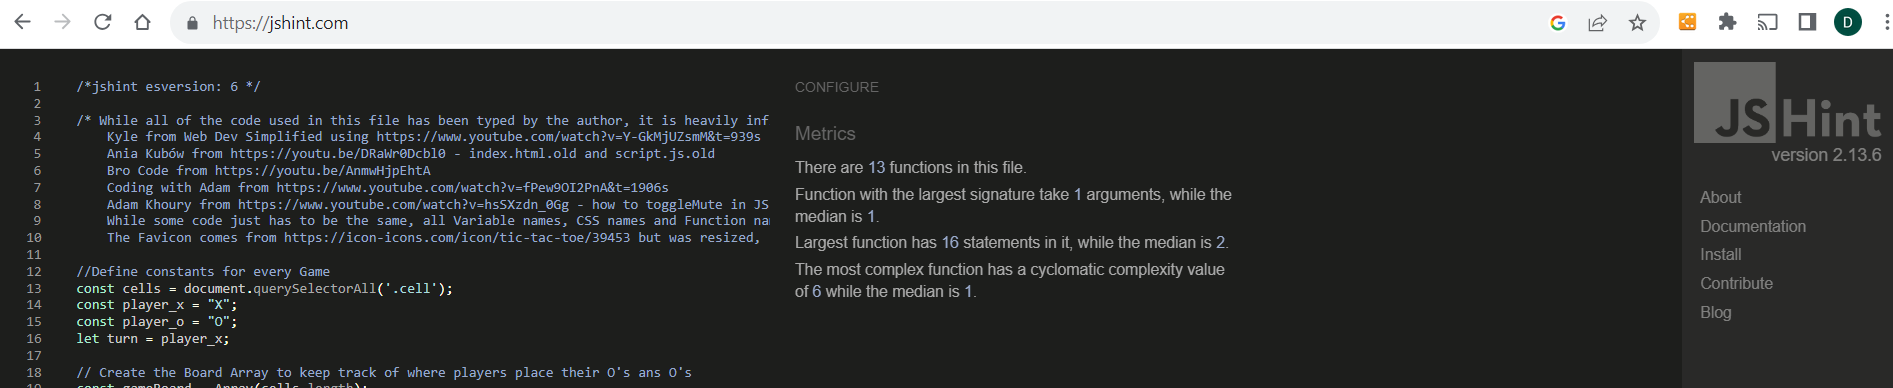 https://jshint.com
D
1 /*jshint esversion: 6 */
2
3 /* While all of the code used in this file has been typed by the author, it is heavily inf
4 Kyle from Web Dev Simplified using https://www.youtube.com/watch?v=Y-GkMjUZsmM&t=939s
5 Ania Kubów from https://youtu.be/DRaWr0Dcbl0 - index.html.old and script.js.old
6 Bro Code from https://youtu.be/AnmwHjpEhtA
7 Coding with Adam from https://www.youtube.com/watch?v=fPew9OI2PnA&t=1906s
8 Adam Khoury from https://www.youtube.com/watch?v=hsSXzdn_0Gg - how to toggleMute in JS
9 While some code just has to be the same, all Variable names, CSS names and Function na
10 The Favicon comes from https://icon-icons.com/icon/tic-tac-toe/39453 but was resized,
11
12 //Define constants for every Game
13 const cells = document.querySelectorAll('.cell');
14 const player_x = "X";
15 const player_o = "O";
16 let turn = player_x;
17
18 // Create the Board Array to keep track of where players place their O's ans O's
19 const gameBoard = Array(cells.length);
CONFIGURE
Metrics
There are 13 functions in this file.
Function with the largest signature take 1 arguments, while the
median is 1.
Largest function has 16 statements in it, while the median is 2.
The most complex function has a cyclomatic complexity value
of 6 while the median is 1.
JSHint
version 2.13.6
About
Documentation
Install
Contribute
Blog